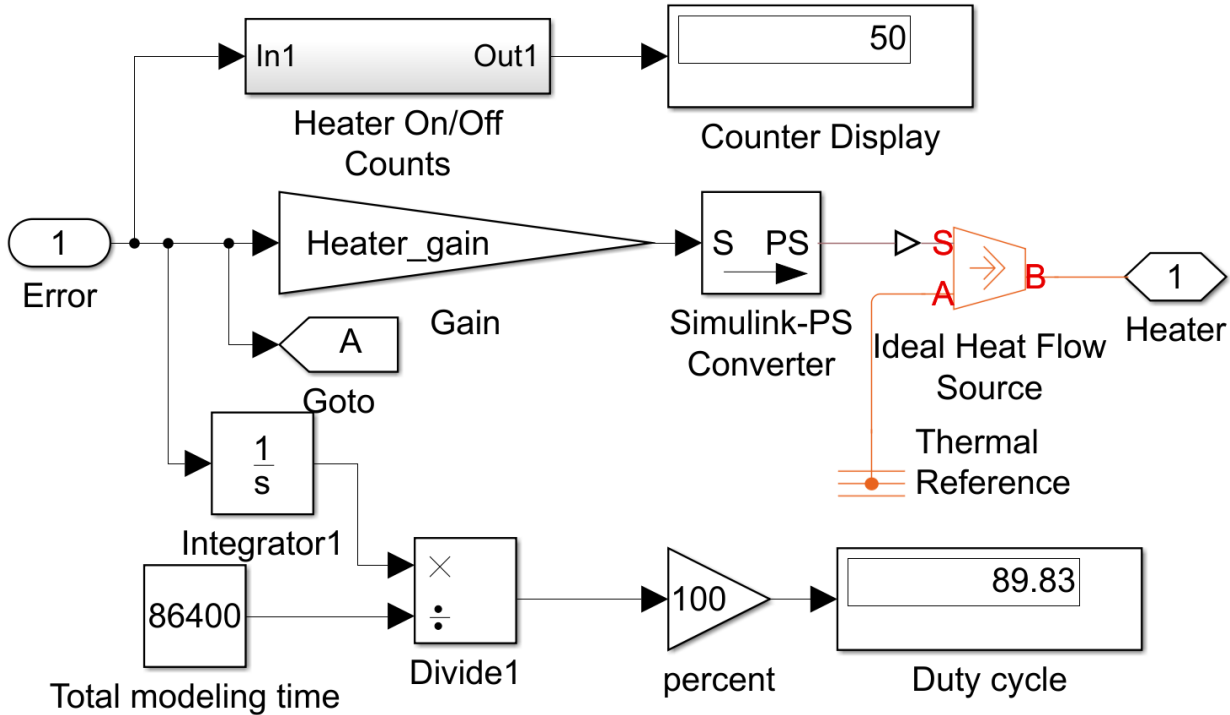 In1 Out1
50
Heater On/Off
Counts
Counter Display
1
Error
Heater_gain
Gain
S PS
Simulink-PS
Converter
S
A
B
Ideal Heat Flow
Source
1
Heater
A
Goto
Thermal
Reference
1
s
Integrator1
86400
Total modeling time
×
÷
Divide1
100
percent
89.83
Duty cycle